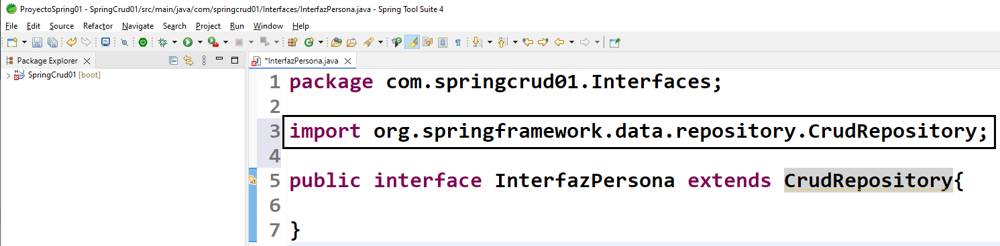 ProyectoSpring01 - SpringCrud01/src/main/java/com/springcrud01/Interfaces/InterfazPersona.java - Spring Tool Suite 4
File Edit Source Refactor Navigate Search Project Run Window Help
Package Explorer
*InterfazPersona.java
SpringCrud01 [boot]
1 package com.springcrud01.Interfaces;
2
3 import org.springframework.data.repository.CrudRepository;
4
5 public interface InterfazPersona extends CrudRepository{
6
7 }